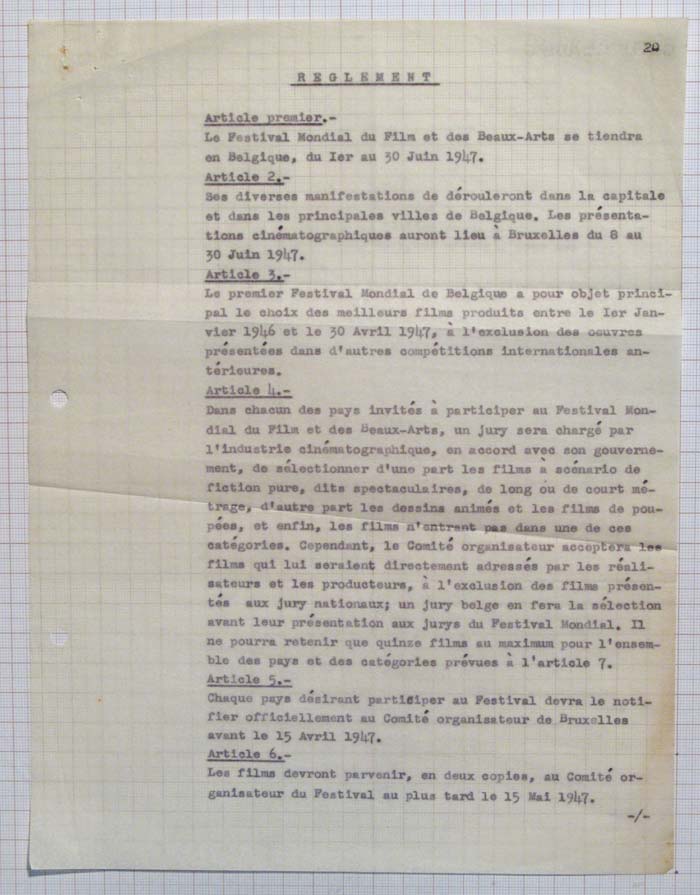 20
REGLEMENT
Article premier.-
Le Festival Mondial du Film et des Beaux-Arts se tiendra
en Belgique, du Ier au 30 Juin 1947.
Article 2.-
Ses diverses manifestations de dérouleront dans la capitale
et dans les principales villes de Belgique. Les présenta-
tions cinématographiques auront lieu à Bruxelles du 8 au
30 Juin 1947.
Article 3.-
Le premier Festival Mondial de Belgique a pour objet princi-
pal le choix des meilleurs films produits entre le Ier Jan-
vier 1946 et le 30 Avril 1947, à l'exclusion des oeuvres
présentées dans d'autres compétitions internationales an-
térieures.
Article 4.-
Dans chacun des pays invités à participer au Festival Mon-
dial du Film et des Beaux-Arts, un jury sera chargé par
l'industrie cinématographique, en accord avec son gouverne-
ment, de sélectionner d'une part les films à scénario de
fiction pure, dits spectaculaires, de long ou de court mé-
trage, d'autre part les dessins animés et les films de pou-
pées, et enfin, les films n'entrant pas dans une de ces
catégories. Cependant, le Comité organisateur acceptera les
films qui lui seraient directement adressés par les réali-
sateurs et les producteurs, à l'exclusion des films présen-
tés aux jury nationaux; un jury belge en fera la sélection
avant leur présentation aux jurys du Festival Mondial. Il
ne pourra retenir que quinze films au maximum pour l'ensem-
ble des pays et des catégories prévues à l'article 7.
Article 5.-
Chaque pays désirant participer au Festival devra le noti-
fier officiellement au Comité organisateur de Bruxelles
avant le 15 Avril 1947.
Article 6.-
Les films devront parvenir, en deux copies, au Comité or-
ganisateur du Festival au plus tard le 15 Mai 1947.
-/-